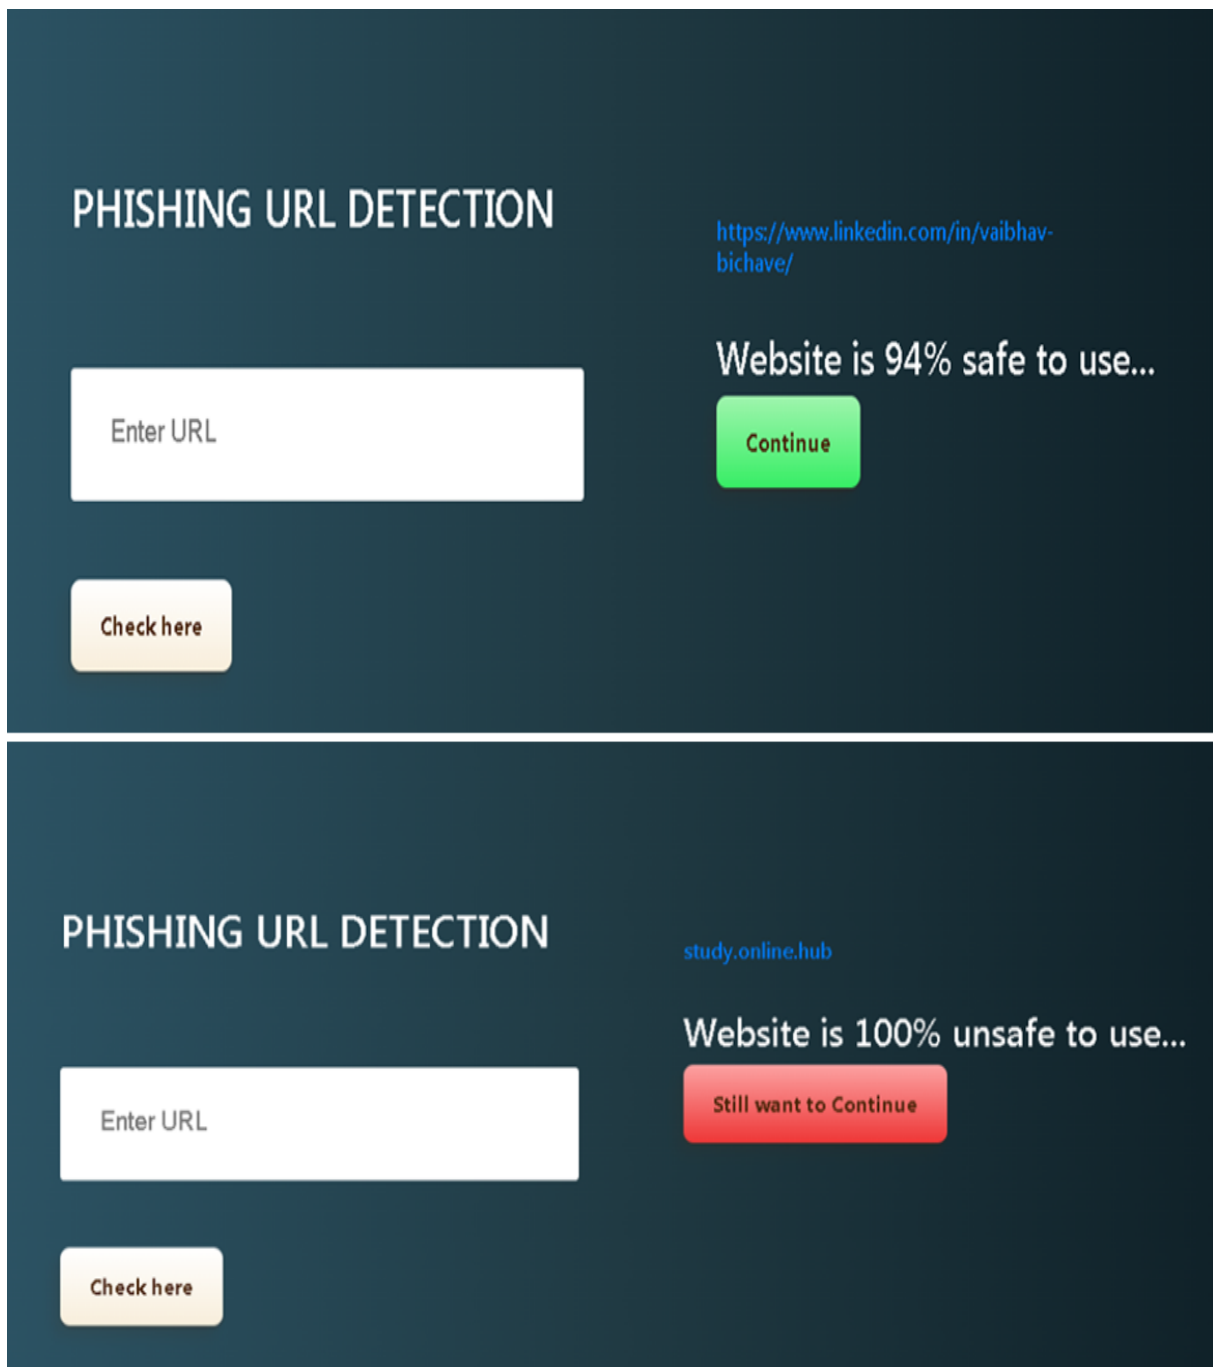 PHISHING URL DETECTION
https://www.linkedin.com/in/vaibhav-
bichave/
Website is 94% safe to use...
Enter URL
Continue
Check here
PHISHING URL DETECTION
study.online.hub
Website is 100% unsafe to use...
Enter URL
Still want to Continue
Check here